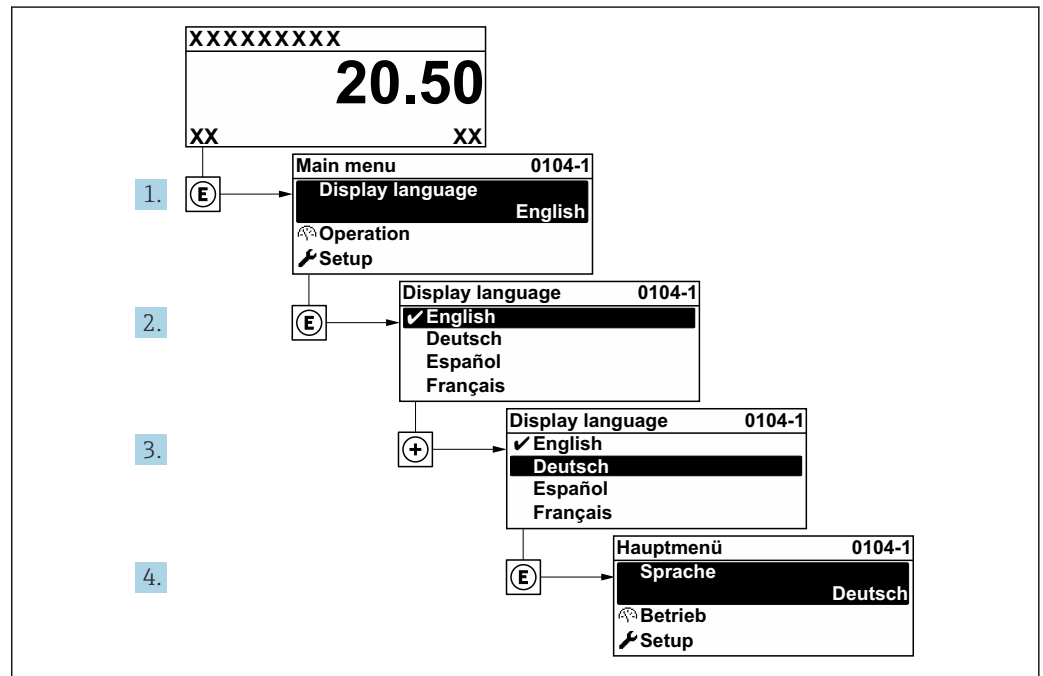 XXXXXXXXX
20.50
XX XX
1. E
Main menu 0104-1
Display language
English
Operation
Setup
2. E
Display language 0104-1
✔English
Deutsch
Español
Français
3. +
Display language 0104-1
✔English
Deutsch
Español
Français
4. E
Hauptmenü 0104-1
Sprache
Deutsch
Betrieb
Setup